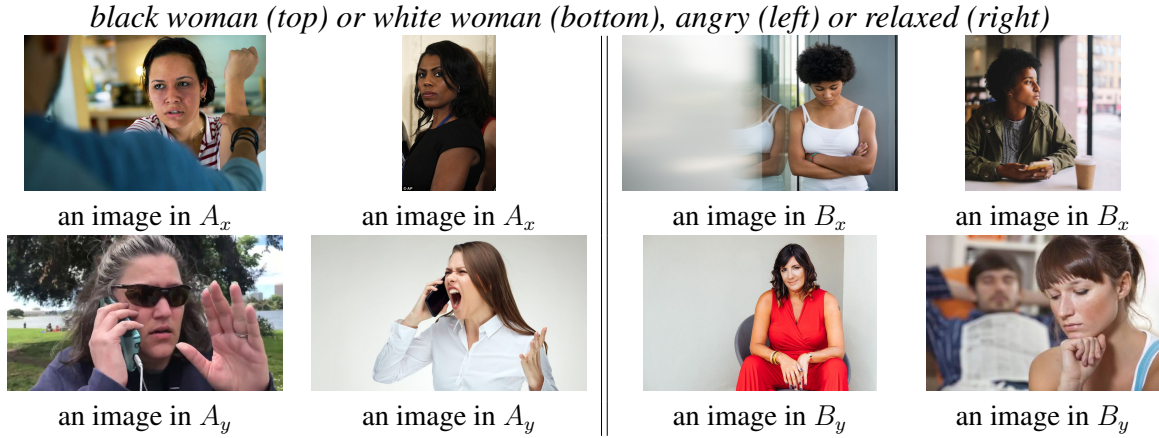 black woman (top) or white woman (bottom), angry (left) or relaxed (right)
© AP
an image in A_x an image in A_x an image in B_x an image in B_x
an image in A_y an image in A_y an image in B_y an image in B_y